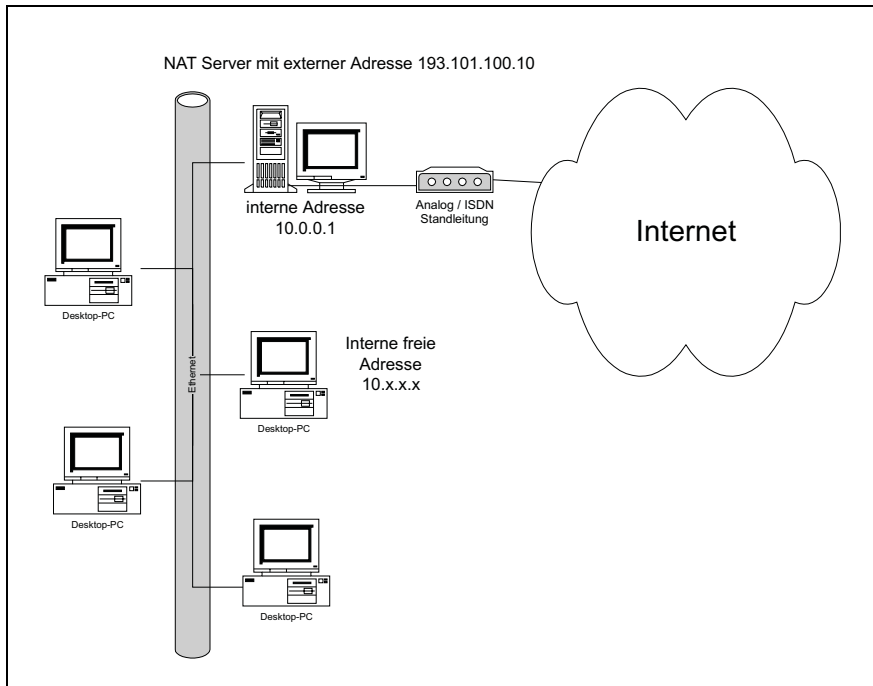 NAT Server mit externer Adresse 193.101.100.10
interne Adresse
10.0.0.1
Analog / ISDN
Standleitung
Internet
Desktop-PC
Ethernet
Interne freie
Adresse
10.x.x.x
Desktop-PC
Desktop-PC
Desktop-PC